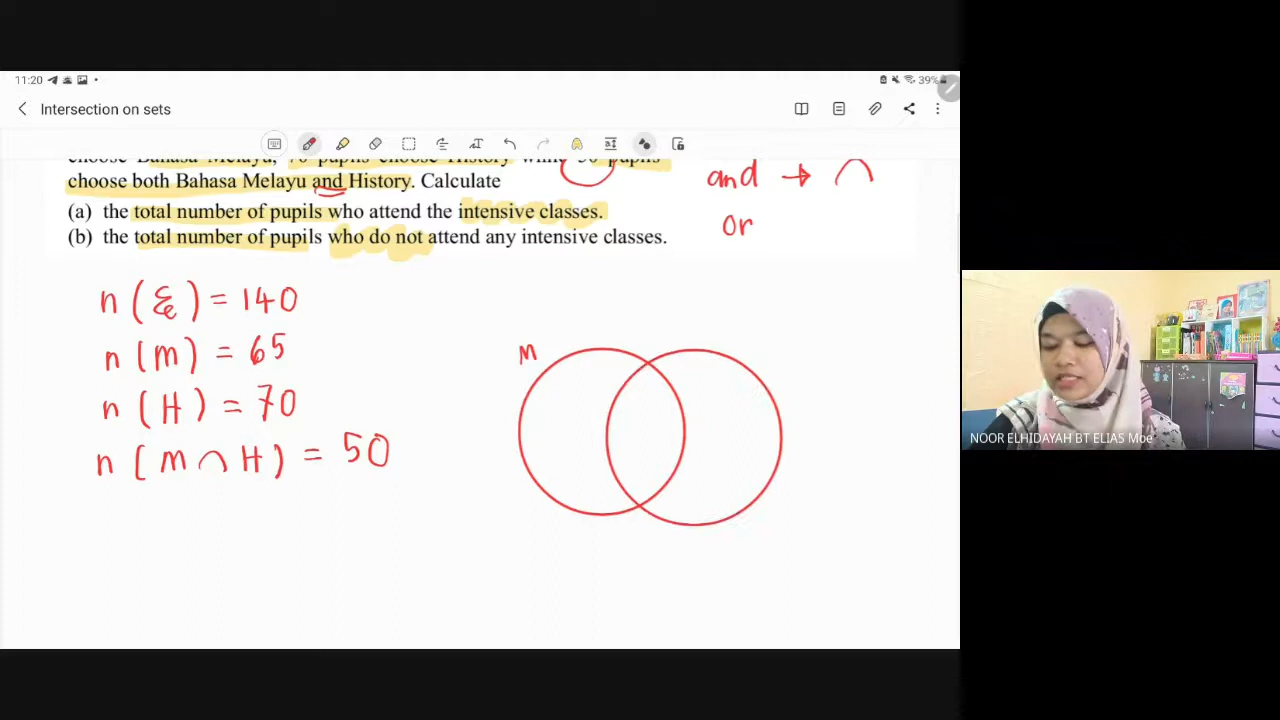 11:20 39%
Intersection on sets
choose Bahasa Melayu, 70 pupils choose History while 50 pupils
choose both Bahasa Melayu and History. Calculate
(a) the total number of pupils who attend the intensive classes.
(b) the total number of pupils who do not attend any intensive classes.
and → ∩
or
n (ξ) = 140
n (M) = 65
n (H) = 70
n (M ∩ H) = 50
M
NOOR ELHIDAYAH BT ELIAS Moe